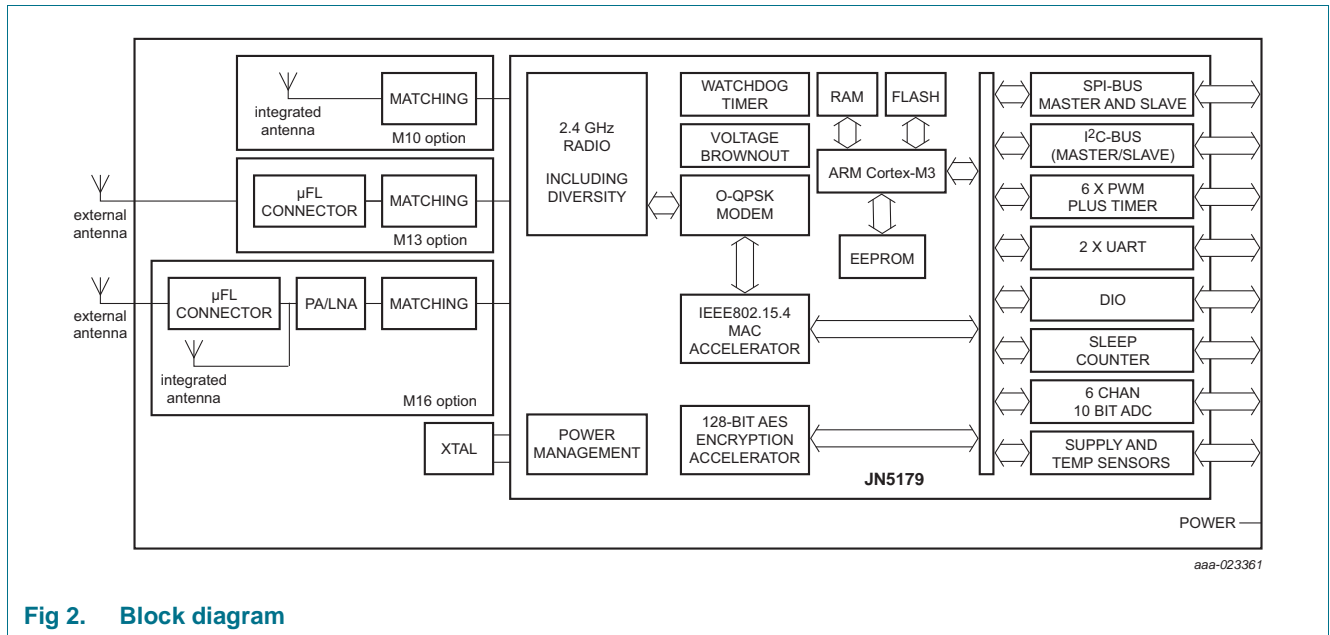 integrated
antenna
MATCHING
M10 option
external
antenna
µFL
CONNECTOR
MATCHING
M13 option
external
antenna
µFL
CONNECTOR
PA/LNA
MATCHING
integrated
antenna
M16 option
XTAL
2.4 GHz
RADIO
INCLUDING
DIVERSITY
POWER
MANAGEMENT
WATCHDOG
TIMER
VOLTAGE
BROWNOUT
O-QPSK
MODEM
IEEE802.15.4
MAC
ACCELERATOR
128-BIT AES
ENCRYPTION
ACCELERATOR
RAM
FLASH
ARM Cortex-M3
EEPROM
JN5179
SPI-BUS
MASTER AND SLAVE
I²C-BUS
(MASTER/SLAVE)
6 X PWM
PLUS TIMER
2 X UART
DIO
SLEEP
COUNTER
6 CHAN
10 BIT ADC
SUPPLY AND
TEMP SENSORS
POWER
aaa-023361
Fig 2. Block diagram